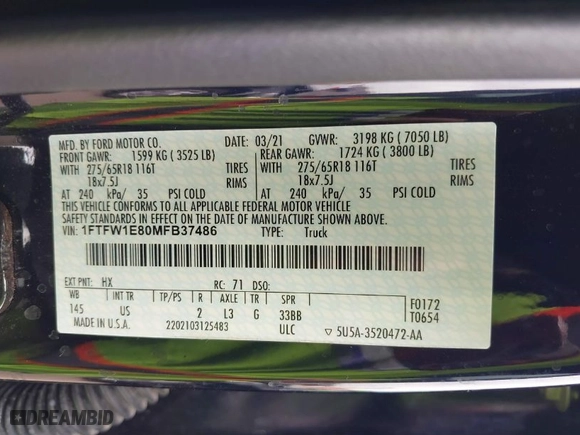 MFD. BY FORD MOTOR CO. DATE: 03/21 GVWR: 3198 KG ( 7050 LB)
FRONT GAWR: 1599 KG ( 3525 LB) REAR GAWR: 1724 KG ( 3800 LB)
WITH 275/65R18 116T TIRES WITH 275/65R18 116T TIRES
18x7.5J RIMS 18x7.5J RIMS
AT 240 kPa/ 35 PSI COLD AT 240 kPa/ 35 PSI COLD
THIS VEHICLE CONFORMS TO ALL APPLICABLE FEDERAL MOTOR VEHICLE
SAFETY STANDARDS IN EFFECT ON THE DATE OF MANUFACTURE SHOWN ABOVE.
VIN: 1FTFW1E80MFB37486 TYPE: Truck
EXT PNT: HX RC: 71 DSO: F0172
WB INT TR TP/PS R AXLE TR SPR T0654
145 US 2 L3 G 33BB
MADE IN U.S.A. 2202103125483 ULC ▽ 5U5A-3520472-AA
DREAMBID